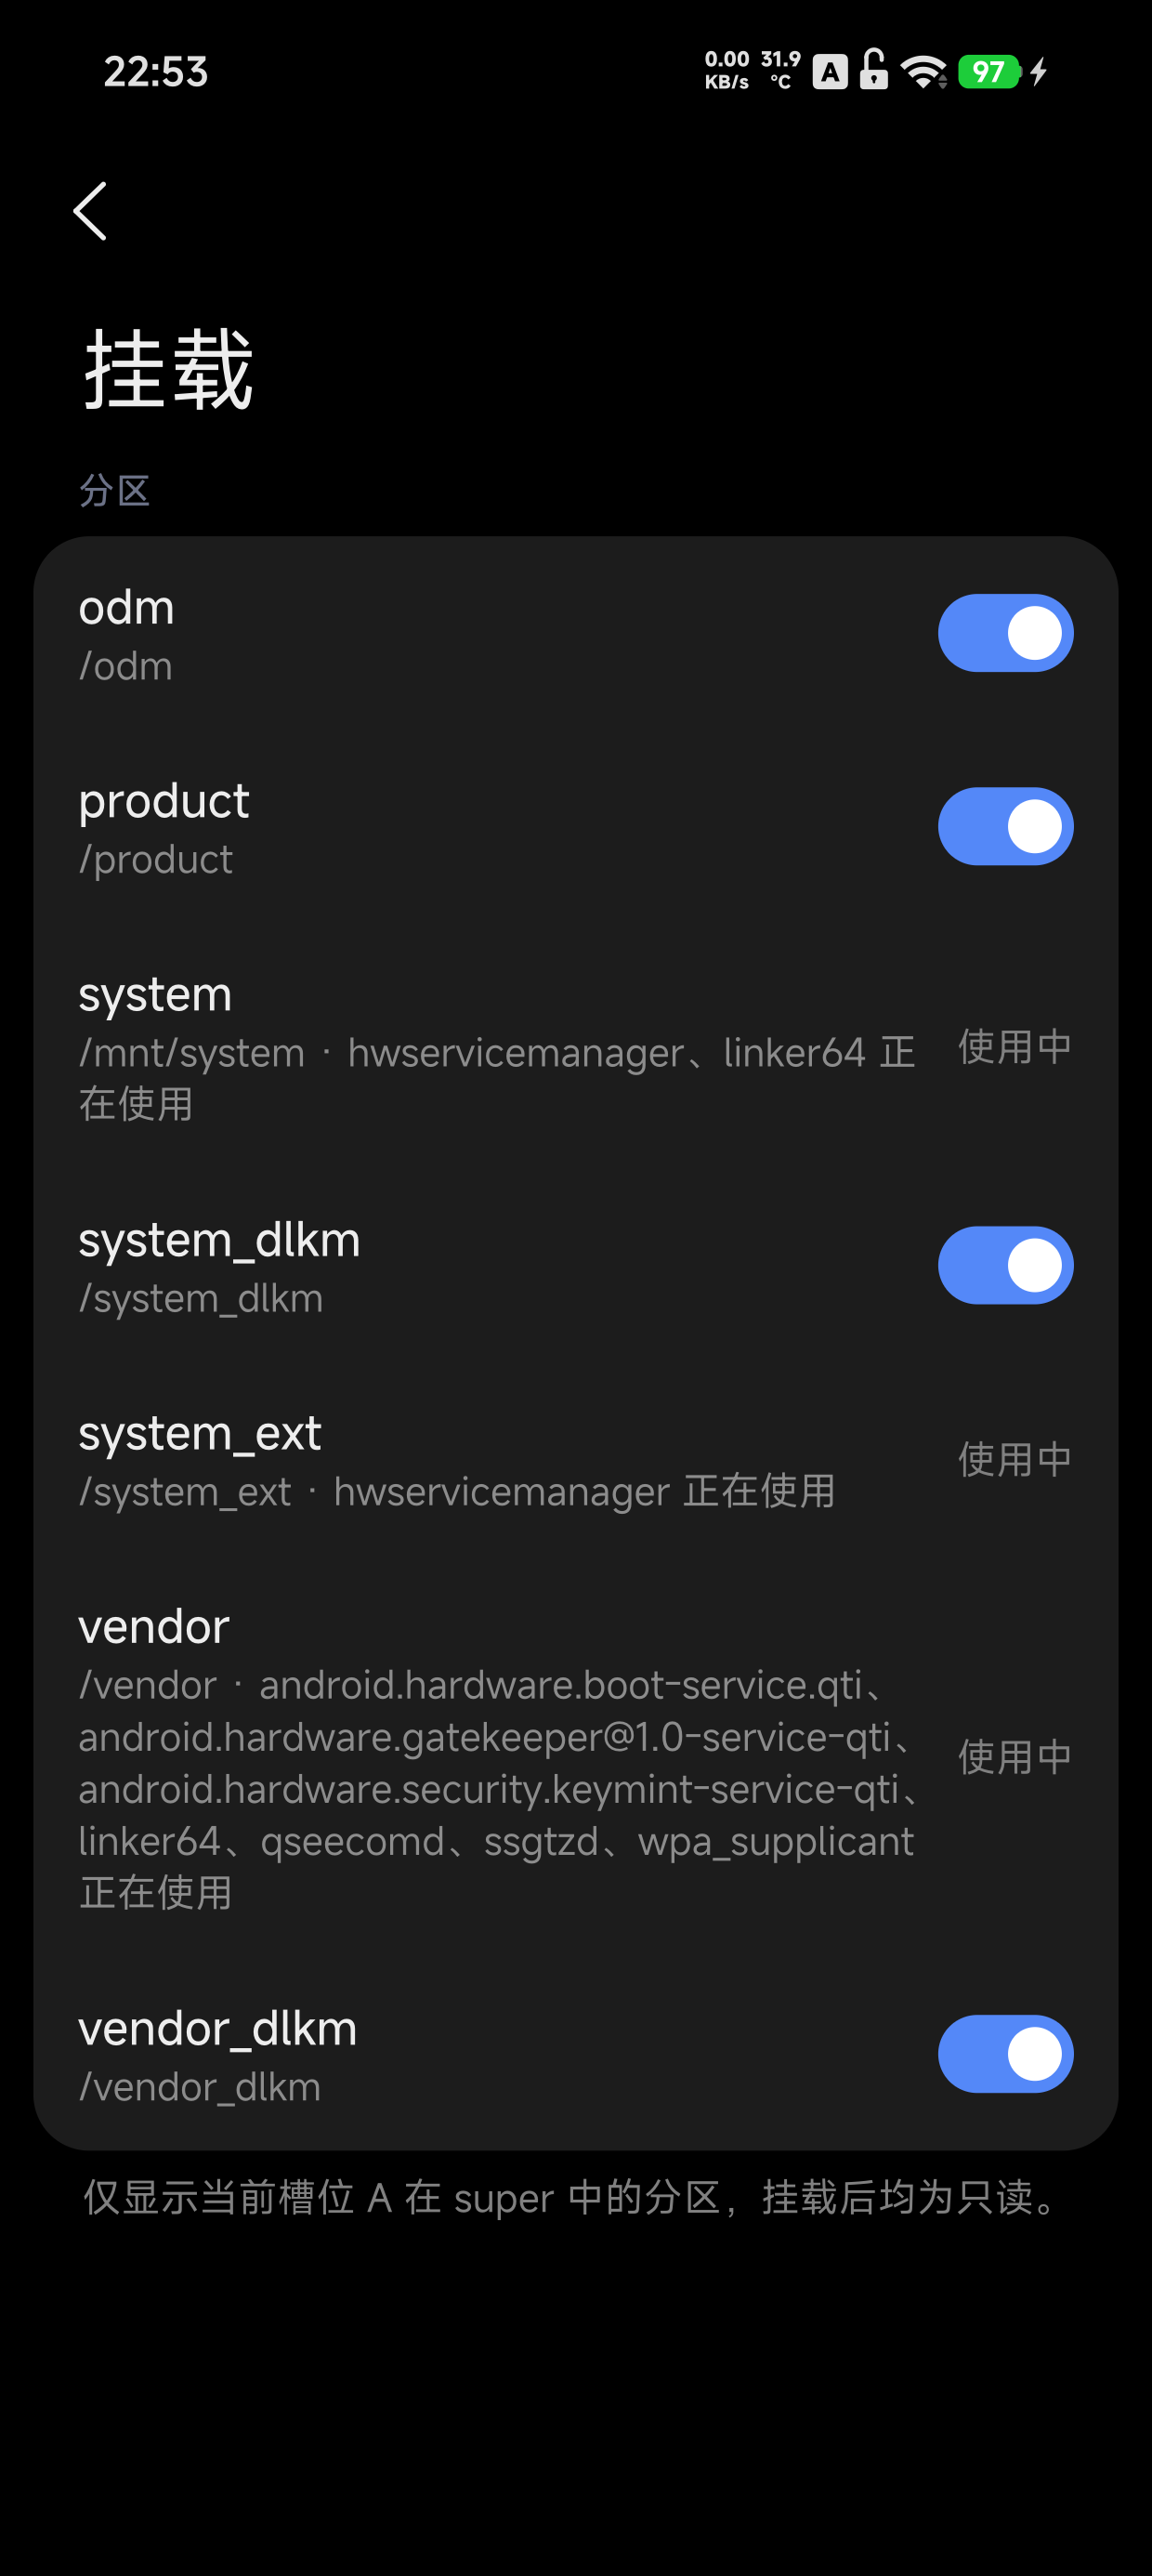 22:53
0.00 KB/s 31.9 °C A 97
挂载
分区
odm
/odm
product
/product
system
/mnt/system · hwservicemanager、linker64 正
在使用
使用中
system_dlkm
/system_dlkm
system_ext
/system_ext · hwservicemanager 正在使用
使用中
vendor
/vendor · android.hardware.boot-service.qti、
android.hardware.gatekeeper@1.0-service-qti、
android.hardware.security.keymint-service-qti、
linker64、qseecomd、ssgtzd、wpa_supplicant
正在使用
使用中
vendor_dlkm
/vendor_dlkm
仅显示当前槽位 A 在 super 中的分区，挂载后均为只读。